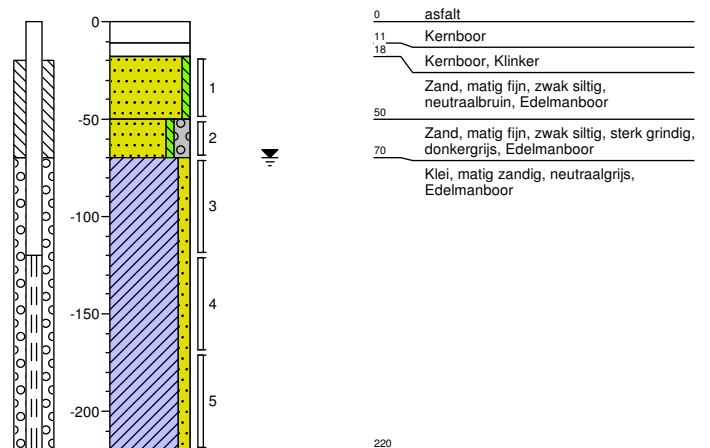 0
-50
-100
-150
-200
1
2
3
4
5
0 asfalt
11 Kernboor
18
Kernboor, Klinker
Zand, matig fijn, zwak siltig,
neutraalbruin, Edelmanboor
50
Zand, matig fijn, zwak siltig, sterk grindig,
donkergrijs, Edelmanboor
70
Klei, matig zandig, neutraalgrijs,
Edelmanboor
220